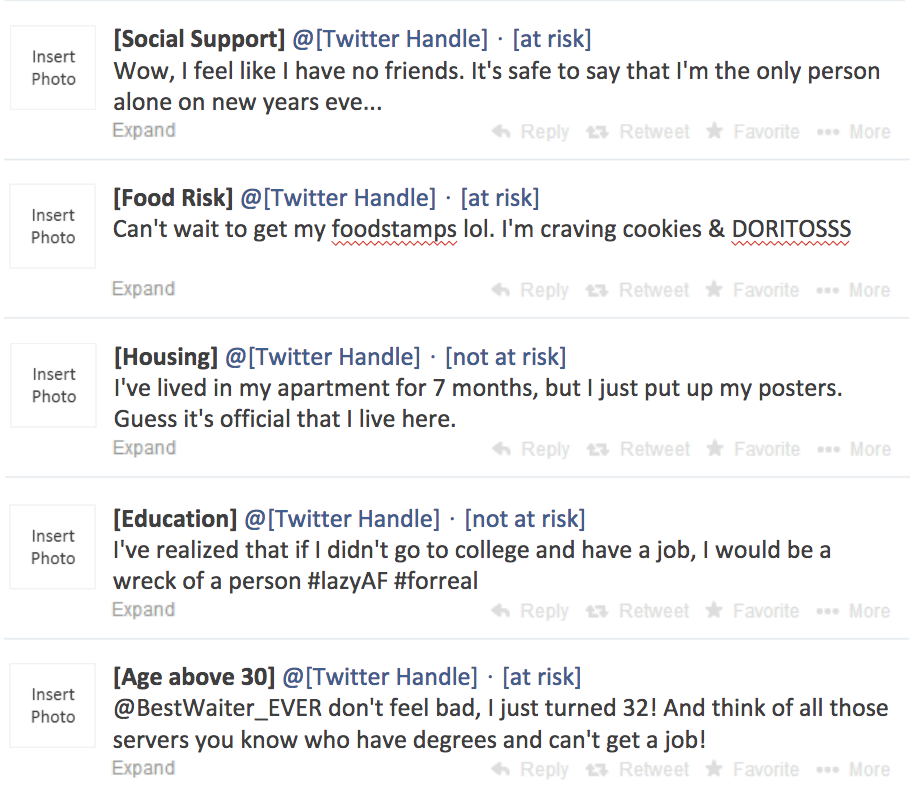 Insert
Photo
[Social Support] @[Twitter Handle] · [at risk]
Wow, I feel like I have no friends. It's safe to say that I'm the only person
alone on new years eve...
Expand
Reply Retweet Favorite More
Insert
Photo
[Food Risk] @[Twitter Handle] · [at risk]
Can't wait to get my foodstamps lol. I'm craving cookies & DORITOSSS
Expand
Reply Retweet Favorite More
Insert
Photo
[Housing] @[Twitter Handle] · [not at risk]
I've lived in my apartment for 7 months, but I just put up my posters.
Guess it's official that I live here.
Expand
Reply Retweet Favorite More
Insert
Photo
[Education] @[Twitter Handle] · [not at risk]
I've realized that if I didn't go to college and have a job, I would be a
wreck of a person #lazyAF #forreal
Expand
Reply Retweet Favorite More
Insert
Photo
[Age above 30] @[Twitter Handle] · [at risk]
@BestWaiter_EVER don't feel bad, I just turned 32! And think of all those
servers you know who have degrees and can't get a job!
Expand
Reply Retweet Favorite More